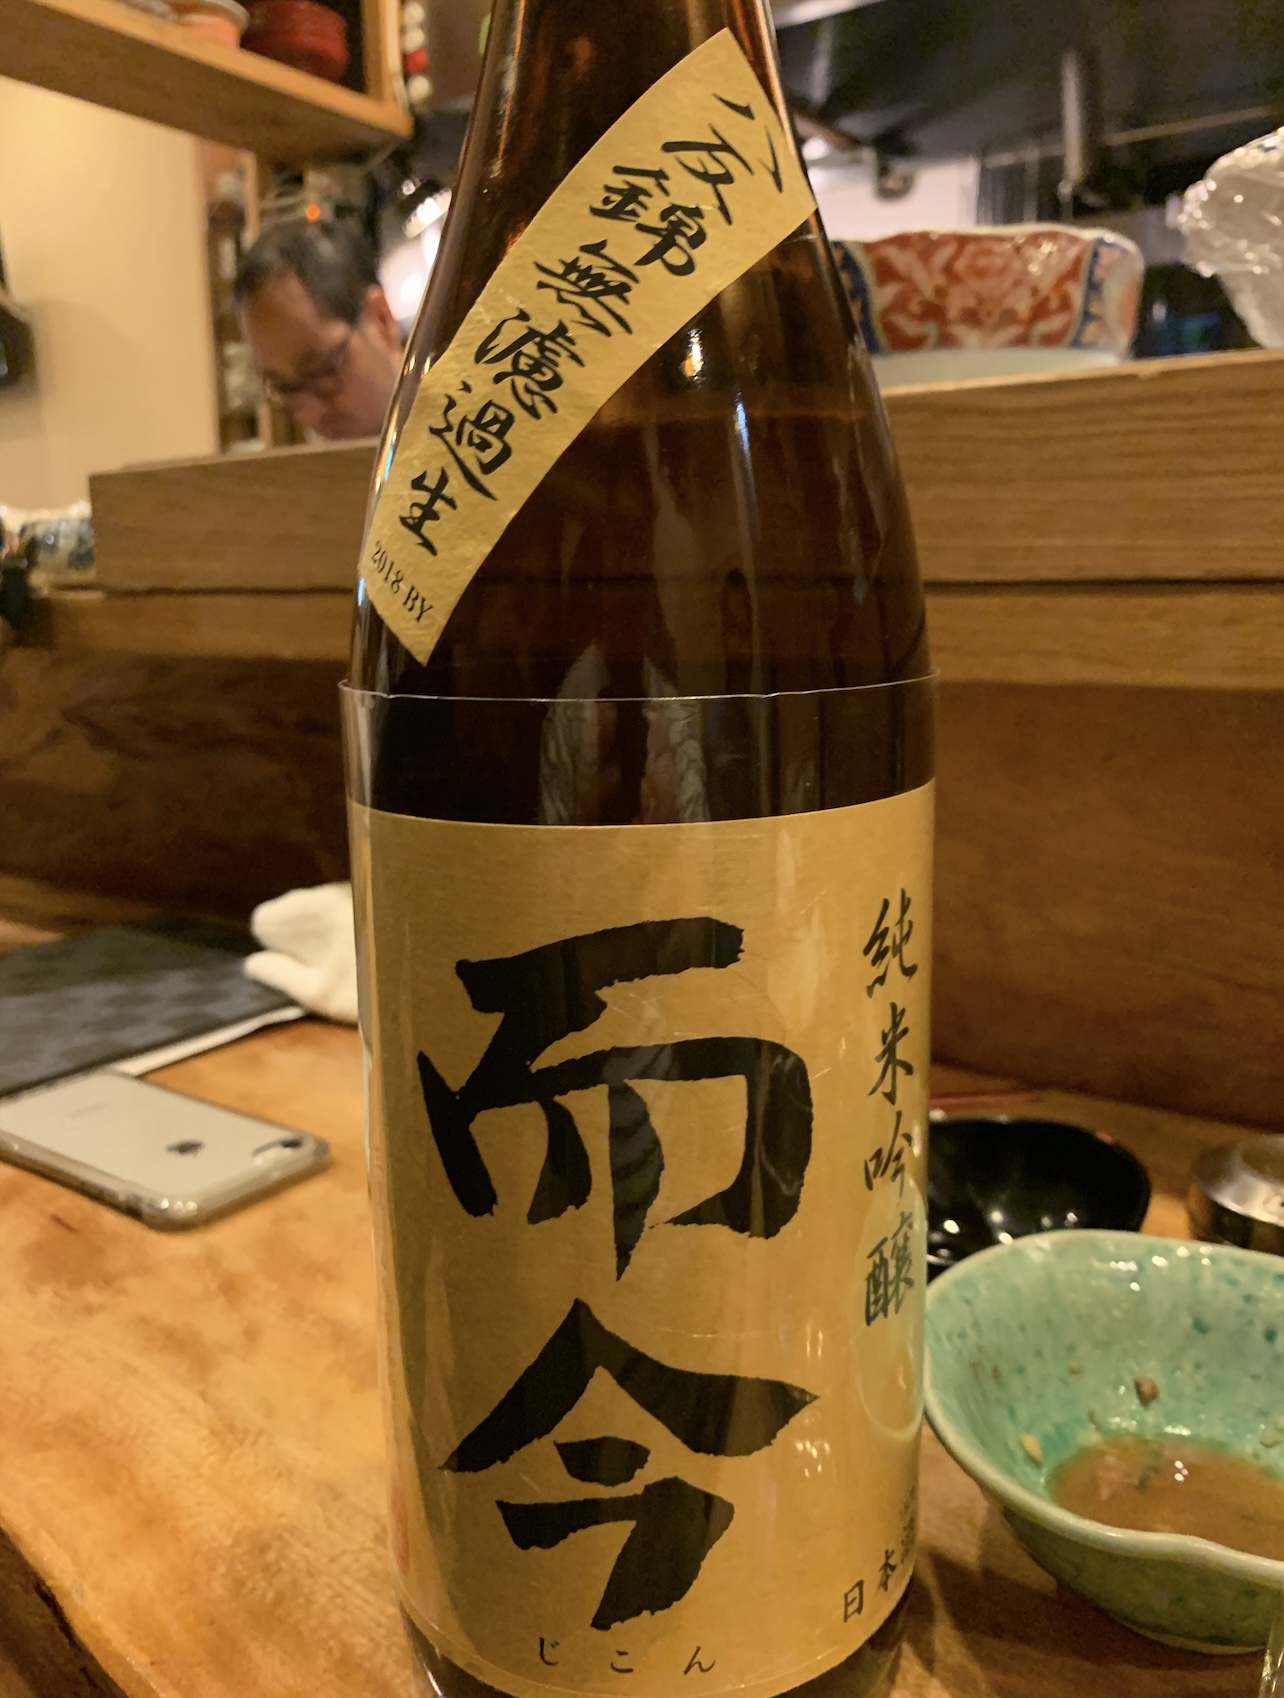 八反錦無濾過生
2018 BY
純米吟醸
而今
じこん
日本酒